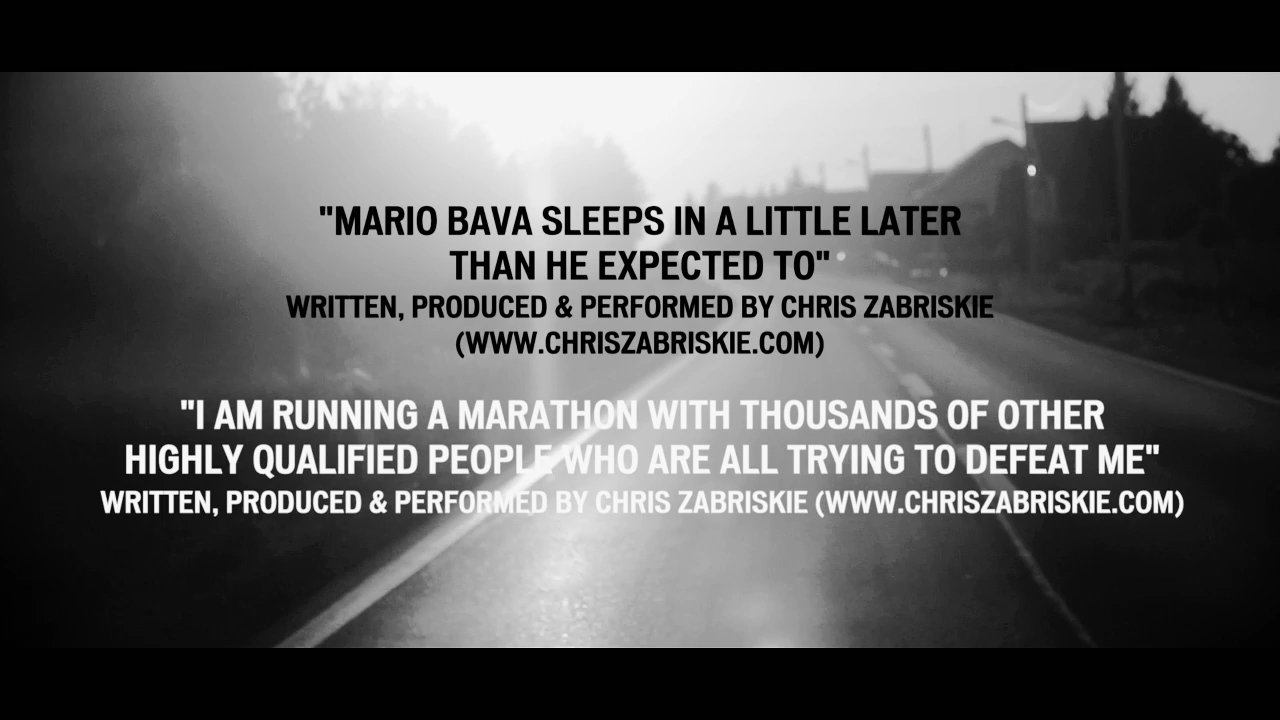 "MARIO BAVA SLEEPS IN A LITTLE LATER
THAN HE EXPECTED TO"
WRITTEN, PRODUCED & PERFORMED BY CHRIS ZABRISKIE
(WWW.CHRISZABRISKIE.COM)
"I AM RUNNING A MARATHON WITH THOUSANDS OF OTHER
HIGHLY QUALIFIED PEOPLE WHO ARE ALL TRYING TO DEFEAT ME"
WRITTEN, PRODUCED & PERFORMED BY CHRIS ZABRISKIE (WWW.CHRISZABRISKIE.COM)